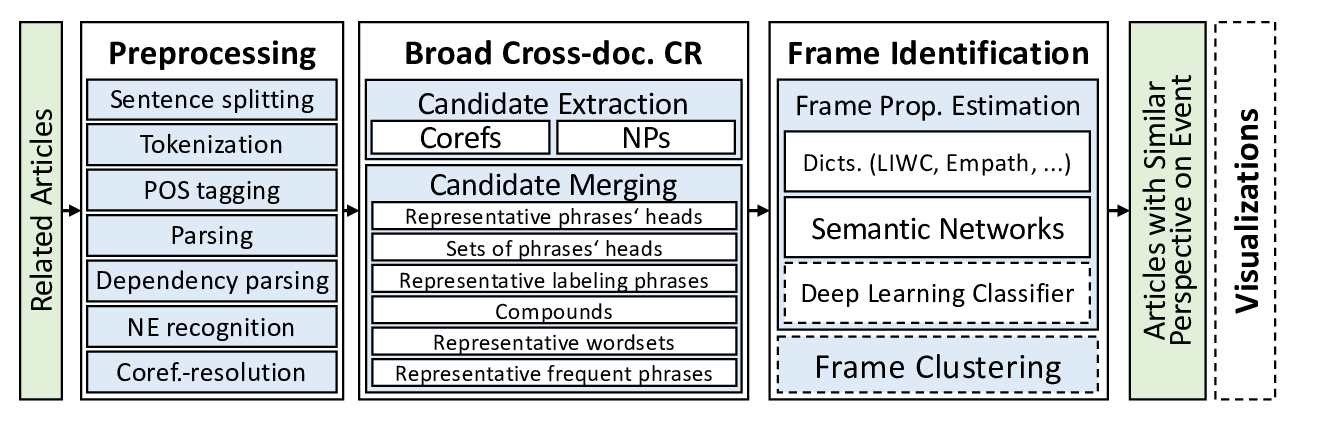 Related Articles
Preprocessing
Sentence splitting
Tokenization
POS tagging
Parsing
Dependency parsing
NE recognition
Coref.-resolution
Broad Cross-doc. CR
Candidate Extraction
Corefs
NPs
Candidate Merging
Representative phrases‘ heads
Sets of phrases‘ heads
Representative labeling phrases
Compounds
Representative wordsets
Representative frequent phrases
Frame Identification
Frame Prop. Estimation
Dicts. (LIWC, Empath, ...)
Semantic Networks
Deep Learning Classifier
Frame Clustering
Articles with Similar
Perspective on Event
Visualizations